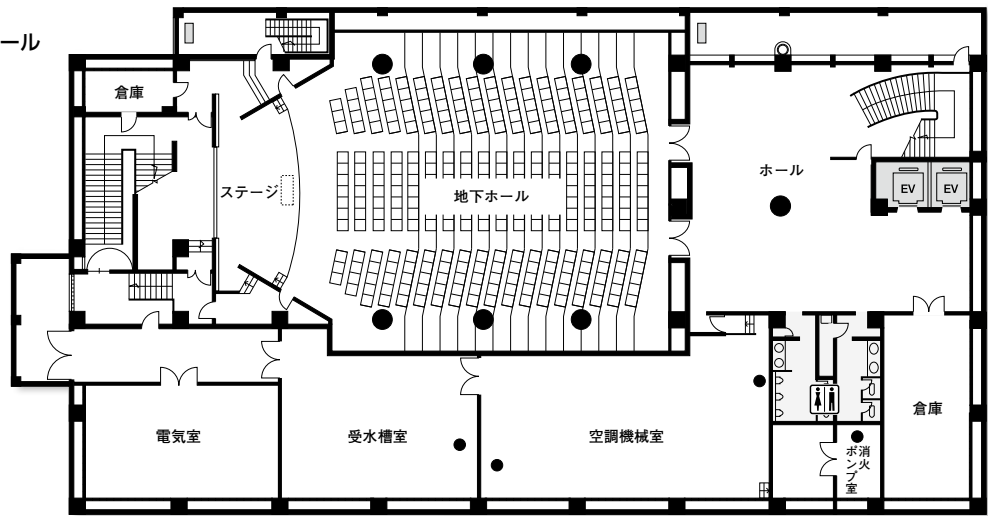 ール
倉庫
ステージ
地下ホール
ホール
EV
EV
電気室
受水槽室
空調機械室
消火
ポンプ室
倉庫